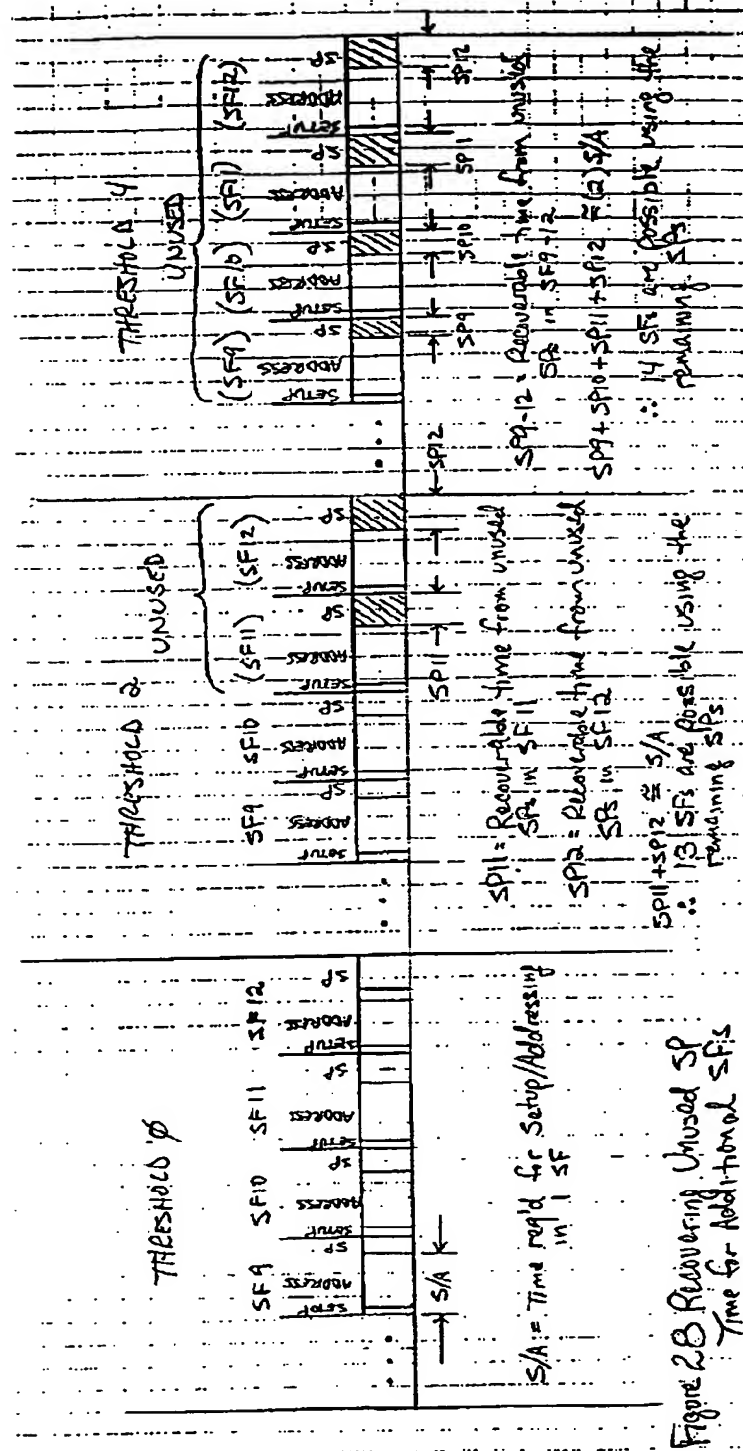 THRESHOLD Ø
SF9 SF10 SF11 SF12
SETUP ADDRESS SP SETUP ADDRESS SP SETUP ADDRESS SP SETUP ADDRESS SP
S/A
S/A = Time req'd for Setup/Addressing
in 1 SF
THRESHOLD 2
UNUSED
SF9 SF10 (SF11) (SF12)
SETUP ADDRESS SP SETUP ADDRESS SP SETUP ADDRESS SP SETUP ADDRESS SP
SP11 SP12
SP11 = Recoverable time from unused
SPs in SF11
SP12 = Recoverable time from unused
SPs in SF12
SP11+SP12 ≅ S/A
∴ 13 SFs are possible using the
remaining SPs
THRESHOLD 4
UNUSED
(SF9) (SF10) (SF11) (SF12)
SETUP ADDRESS SP SETUP ADDRESS SP SETUP ADDRESS SP SETUP ADDRESS SP
SP9 SP10 SP11 SP12
SP9-12 = Recoverable time from unused
SPs in SF9-12
SP9+SP10+SP11+SP12 ≅ (2) S/A
∴ 14 SFs are possible using the
remaining SPs
Figure 2B Recovering Unused SP
Time for Additional SFs